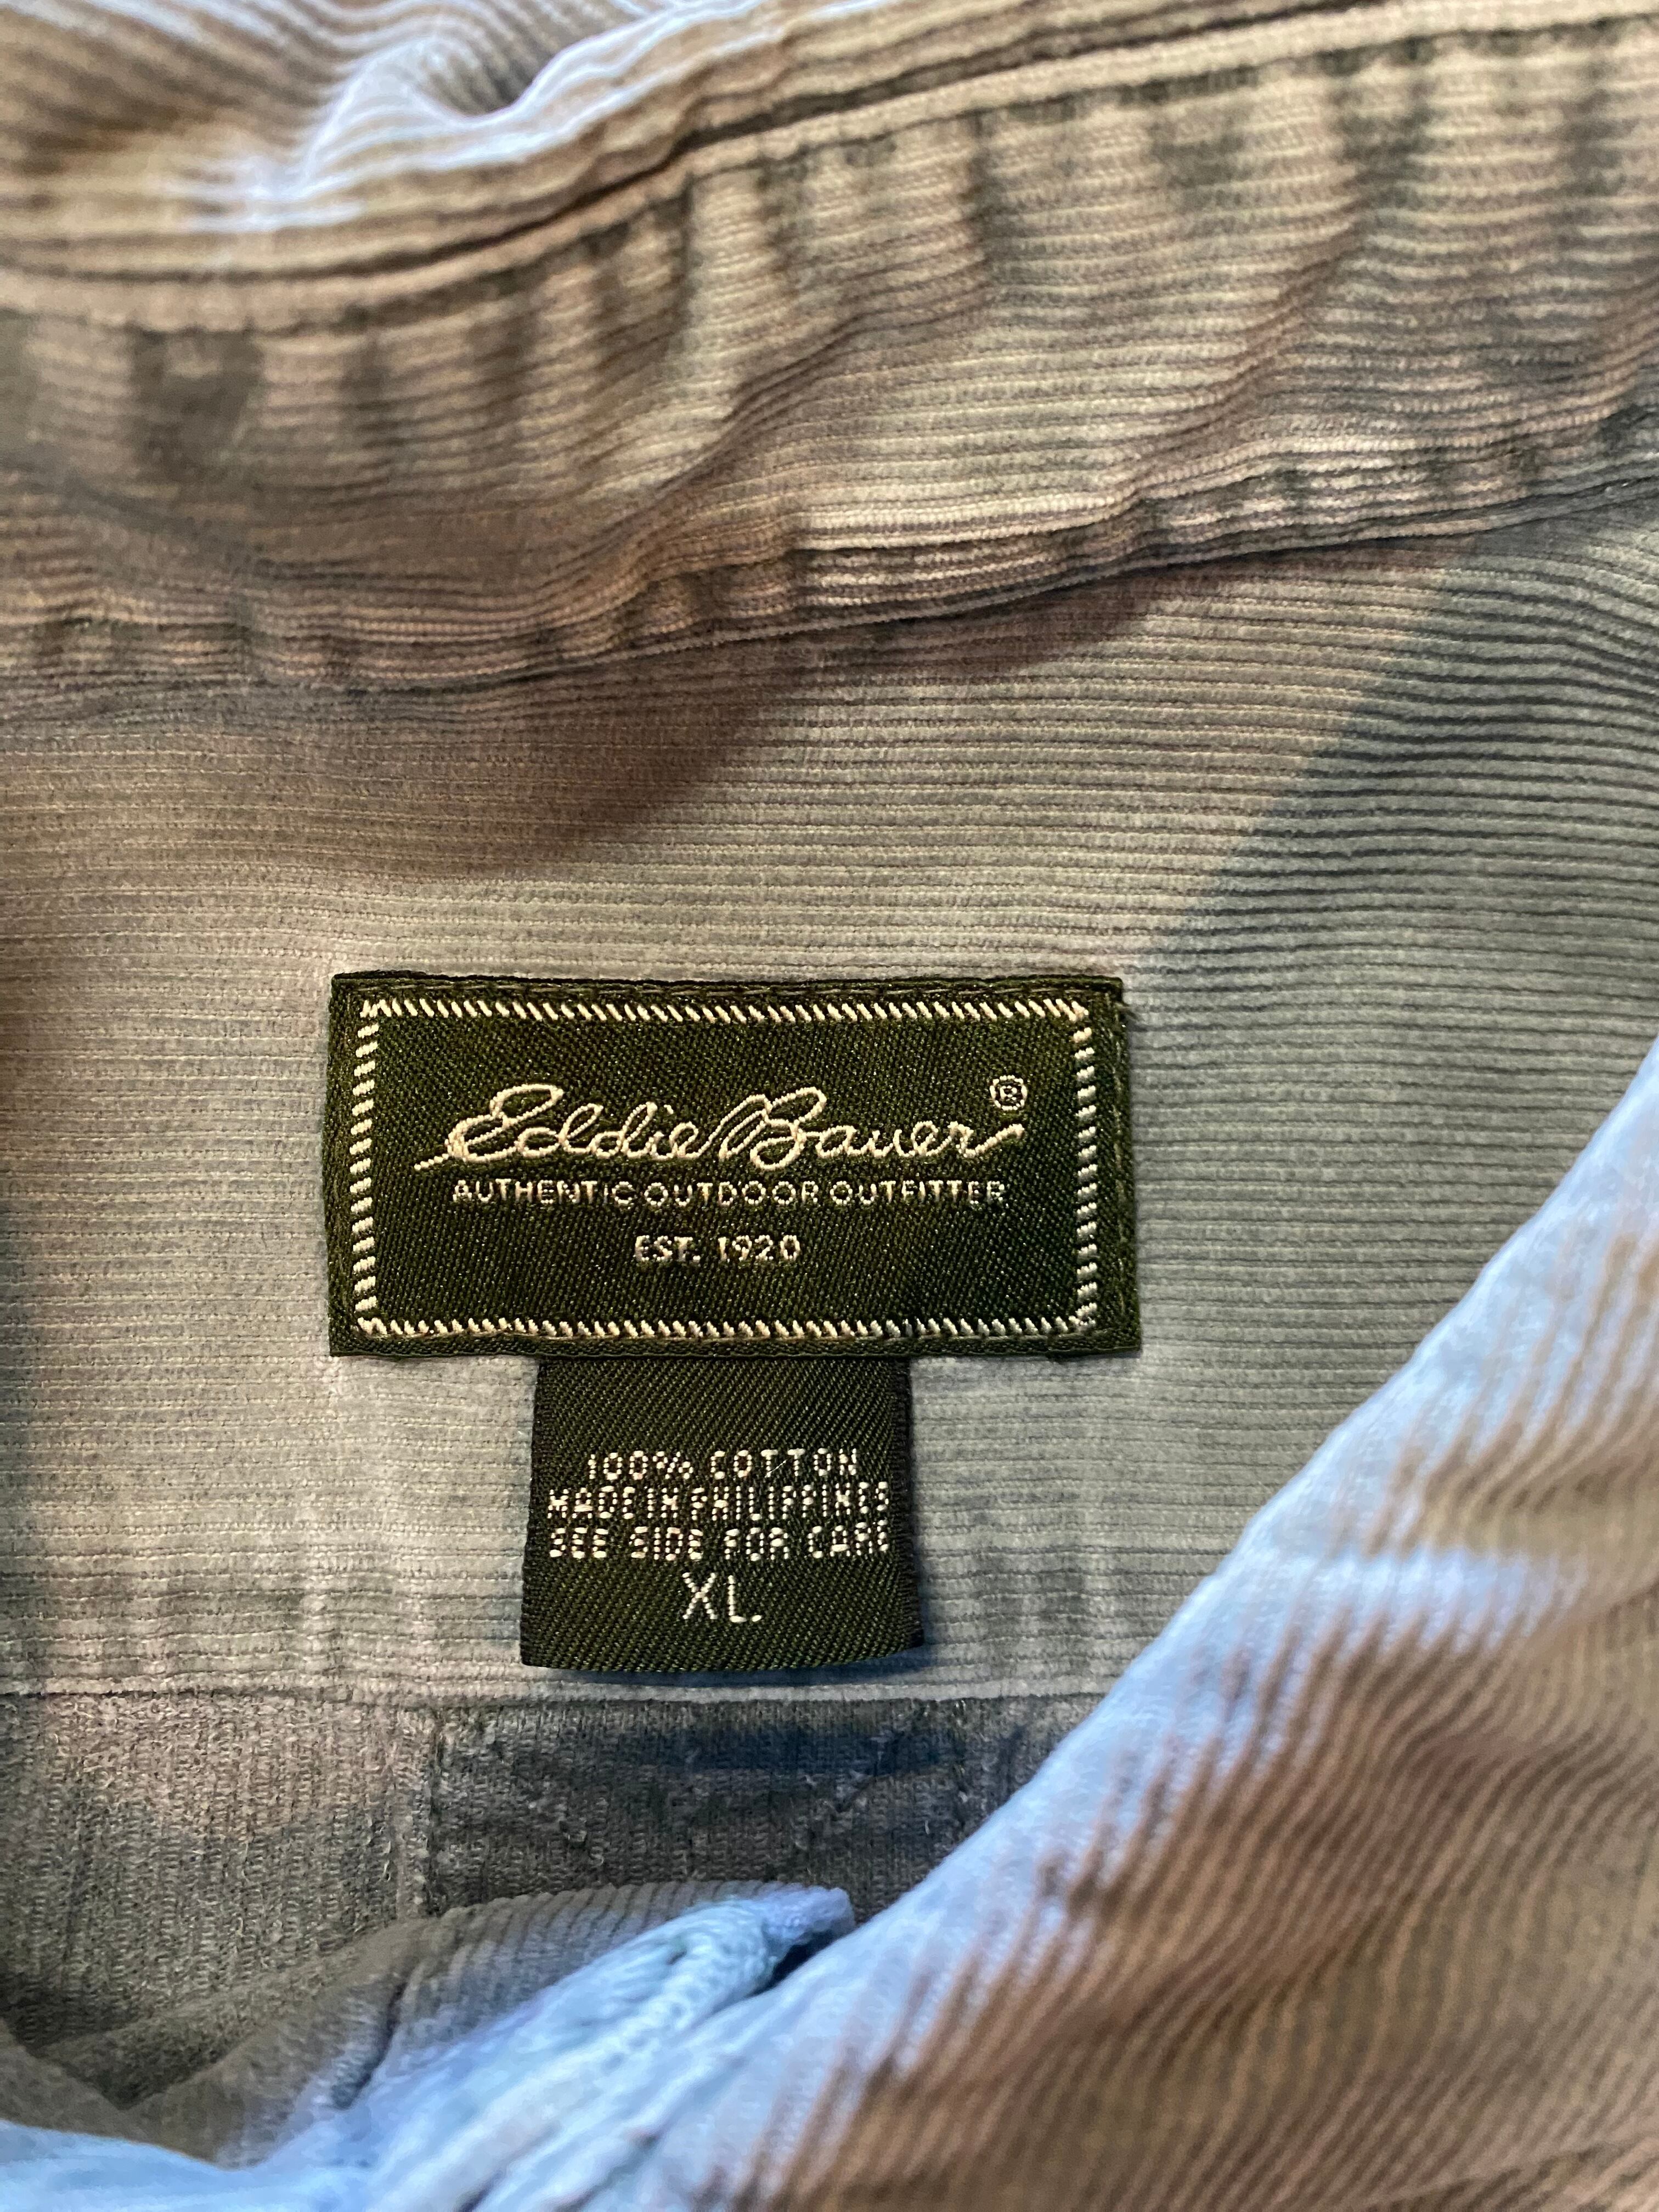 Eddie Bauer®
AUTHENTIC OUTDOOR OUTFITTER
EST. 1920
100% COTTON
MADE IN PHILIPPINES
SEE SIDE FOR CARE
XL